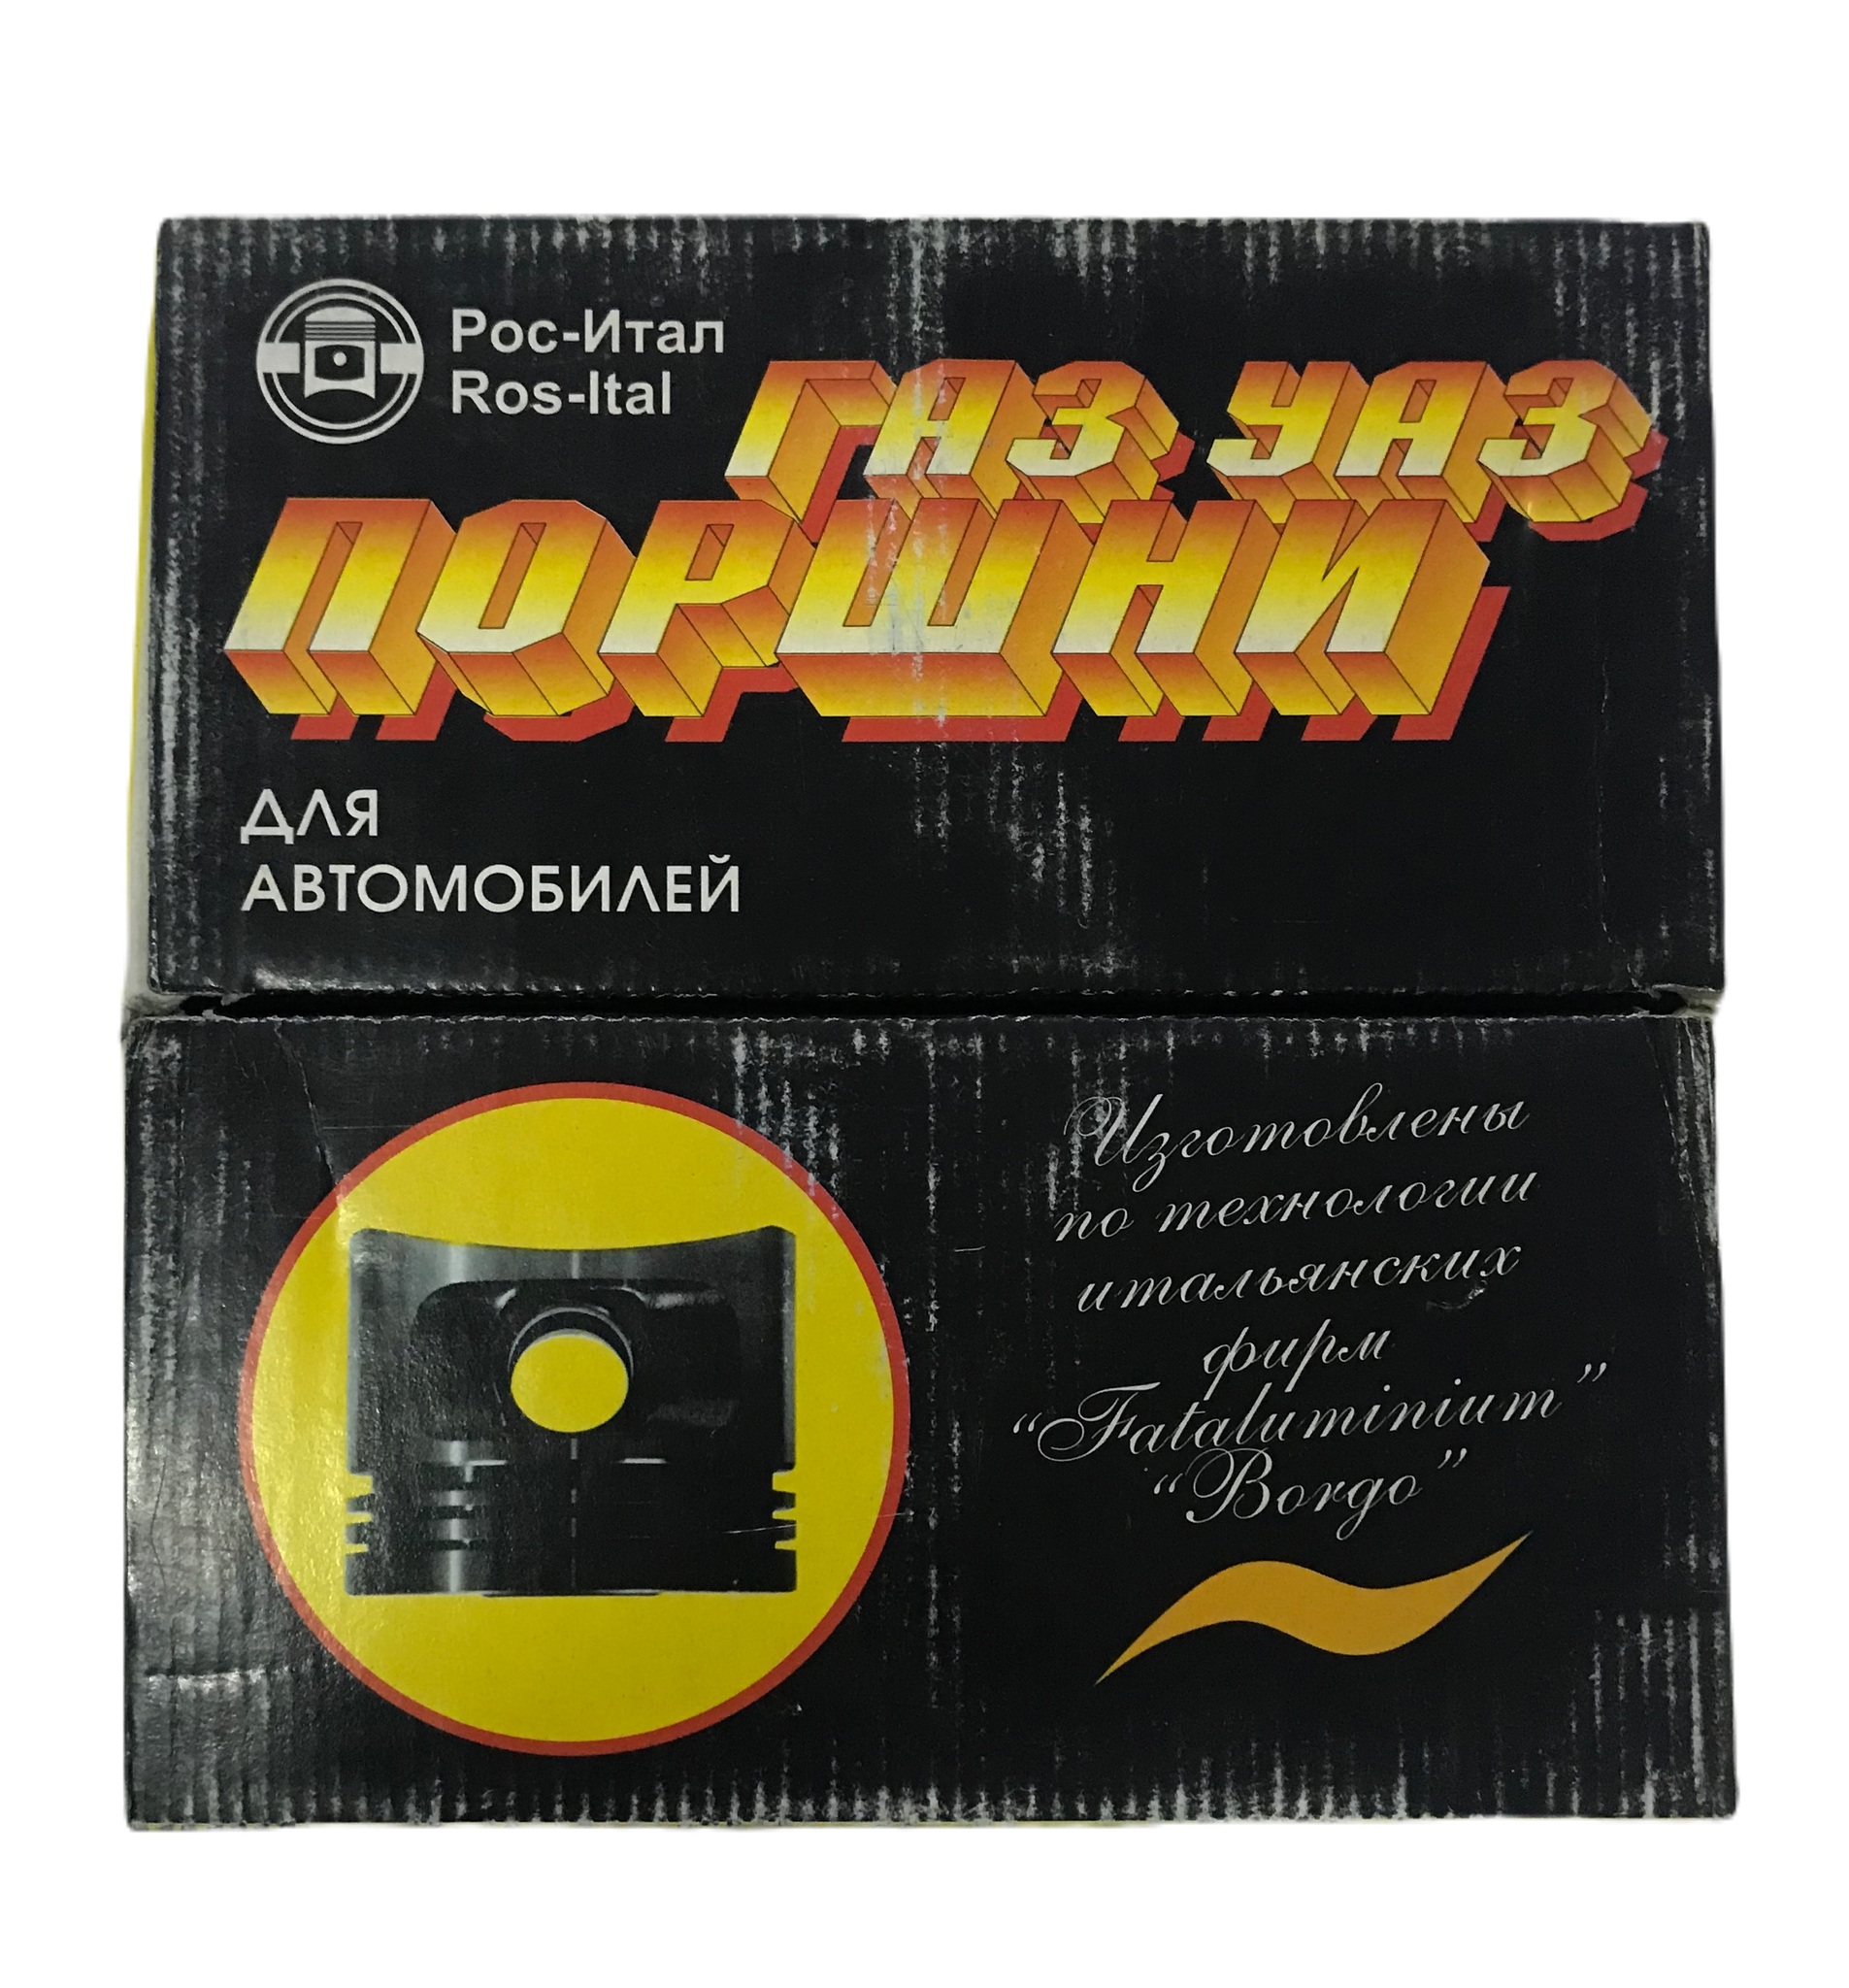 Рос-Итал
Ros-Ital
ГАЗ УАЗ
ПОРШНИ
ДЛЯ
АВТОМОБИЛЕЙ
Изготовлены
по технологии
итальянских
фирм
“Fataluminium”
“Borgo”